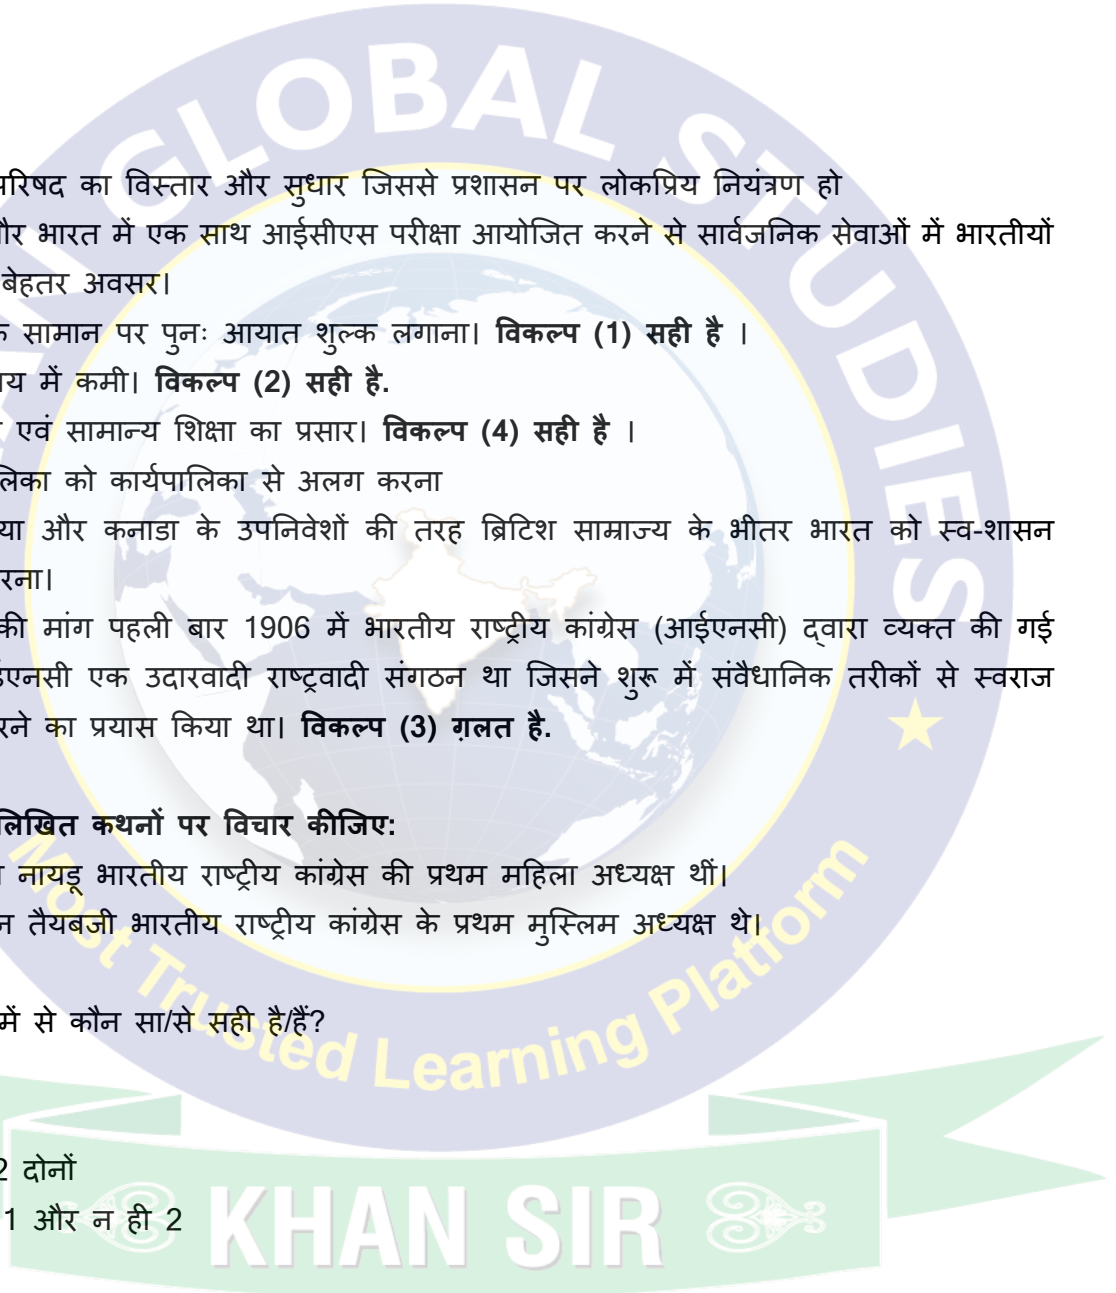 GLOBAL STUDIES
परिषद का विस्तार और सुधार जिससे प्रशासन पर लोकप्रिय नियंत्रण हो
और भारत में एक साथ आईसीएस परीक्षा आयोजित करने से सार्वजनिक सेवाओं में भारतीयों
बेहतर अवसर।
सामान पर पुनः आयात शुल्क लगाना। विकल्प (1) सही है ।
में कमी। विकल्प (2) सही है.
एवं सामान्य शिक्षा का प्रसार। विकल्प (4) सही है ।
को कार्यपालिका से अलग करना
और कनाडा के उपनिवेशों की तरह ब्रिटिश साम्राज्य के भीतर भारत को स्व-शासन
की मांग पहली बार 1906 में भारतीय राष्ट्रीय कांग्रेस (आईएनसी) द्वारा व्यक्त की गई
एक उदारवादी राष्ट्रवादी संगठन था जिसने शुरू में संवैधानिक तरीकों से स्वराज
का प्रयास किया था। विकल्प (3) ग़लत है.
कथनों पर विचार कीजिए:
नायडू भारतीय राष्ट्रीय कांग्रेस की प्रथम महिला अध्यक्ष थीं।
तैयबजी भारतीय राष्ट्रीय कांग्रेस के प्रथम मुस्लिम अध्यक्ष थे।
में से कौन सा/से सही है/हैं?
Most Trusted Learning Platform
2 दोनों
1 और न ही 2
KHAN SIR